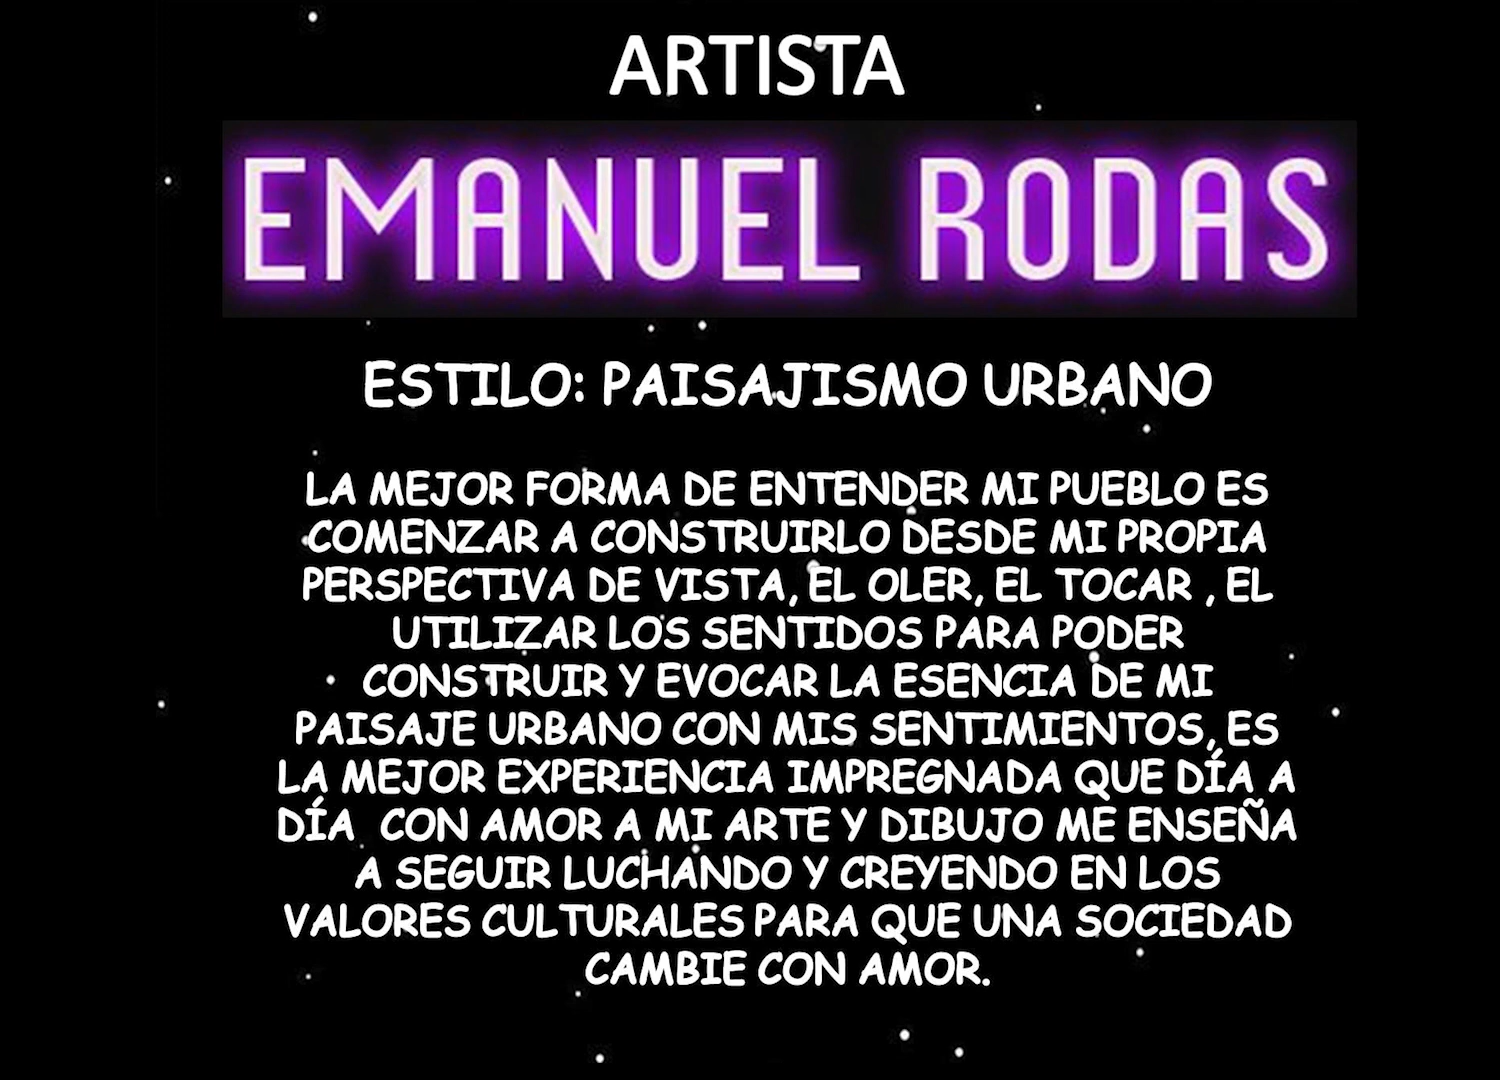 ARTISTA
EMANUEL RODAS
ESTILO: PAISAJISMO URBANO
LA MEJOR FORMA DE ENTENDER MI PUEBLO ES
COMENZAR A CONSTRUIRLO DESDE MI PROPIA
PERSPECTIVA DE VISTA, EL OLER, EL TOCAR , EL
UTILIZAR LOS SENTIDOS PARA PODER
CONSTRUIR Y EVOCAR LA ESENCIA DE MI
PAISAJE URBANO CON MIS SENTIMIENTOS, ES
LA MEJOR EXPERIENCIA IMPREGNADA QUE DÍA A
DÍA  CON AMOR A MI ARTE Y DIBUJO ME ENSEÑA
A SEGUIR LUCHANDO Y CREYENDO EN LOS
VALORES CULTURALES PARA QUE UNA SOCIEDAD
CAMBIE CON AMOR.